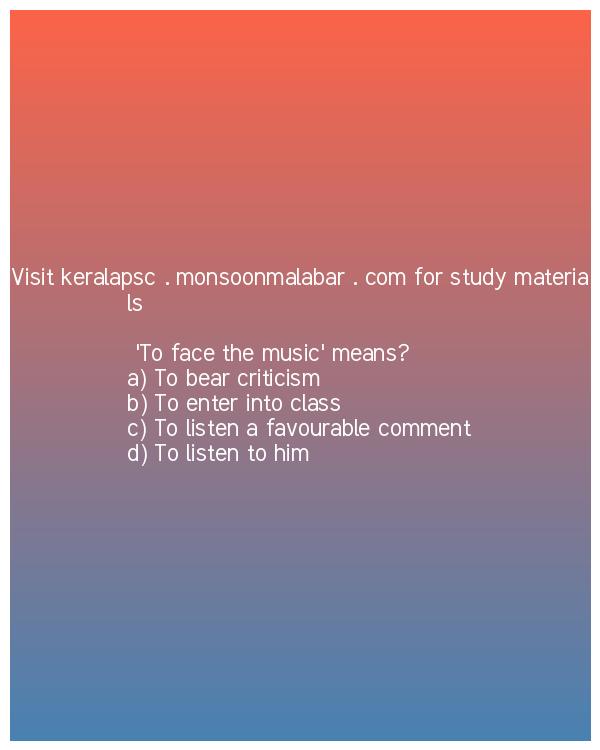 Visit keralapsc . monsoonmalabar . com for study materia
ls
'To face the music' means?
a) To bear criticism
b) To enter into class
c) To listen a favourable comment
d) To listen to him